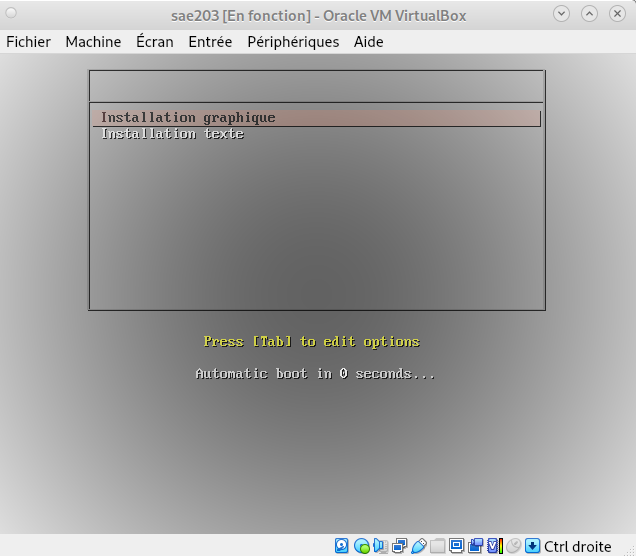 sae203 [En fonction] - Oracle VM VirtualBox
Fichier Machine Écran Entrée Périphériques Aide
Installation graphique
Installation texte
Press [Tab] to edit options
Automatic boot in 0 seconds...
Ctrl droite